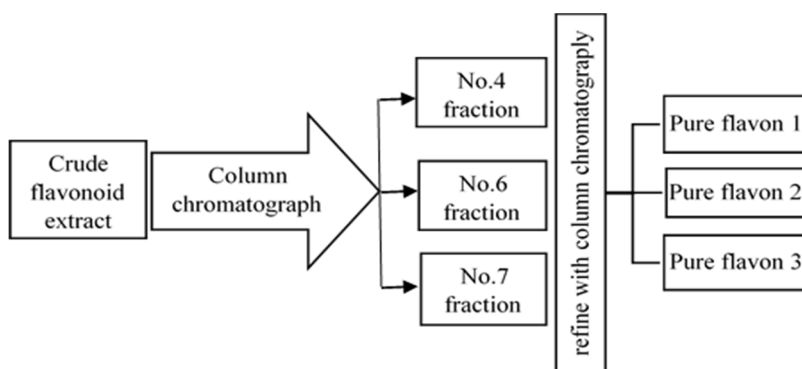 Crude
flavonoid
extract
Column
chromatograph
No.4
fraction
No.6
fraction
No.7
fraction
refine with column chromatography
Pure flavon 1
Pure flavon 2
Pure flavon 3